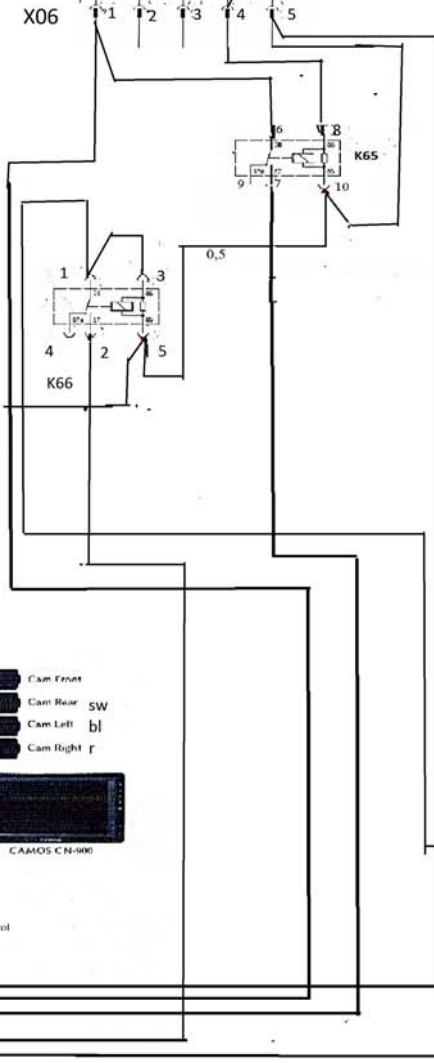 X06 1 2 3 4 5
6 8
K65
9 7 10
0,5
1 3
4 2 5
K66
Cam Front
Cam Rear sw
Cam Left bl
Cam Right r
CAMOS CN-900
ol